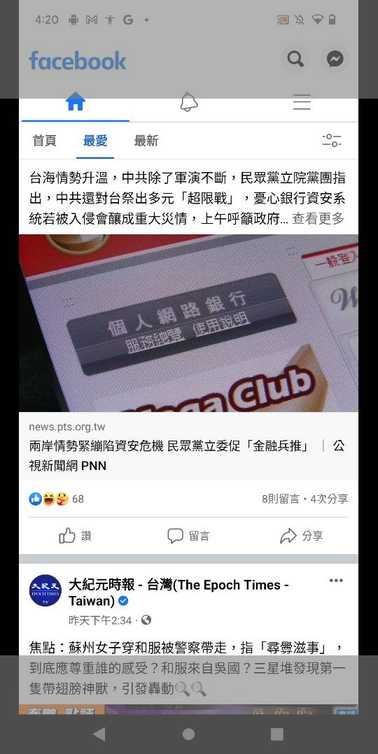 4:20
facebook
首頁 最愛 最新
台海情勢升溫，中共除了軍演不斷，民眾黨立院黨團指
出，中共還對台祭出多元「超限戰」，憂心銀行資安系
統若被入侵會釀成重大災情，上午呼籲政府... 查看更多
一般登入
個人網路銀行
服務總覽 使用說明
Mega Club
news.pts.org.tw
兩岸情勢緊繃陷資安危機 民眾黨立委促「金融兵推」 ｜ 公
視新聞網 PNN
68
8則留言・4次分享
讚 留言 分享
大紀元時報 - 台灣(The Epoch Times -
Taiwan)
昨天下午2:34
焦點：蘇州女子穿和服被警察帶走，指「尋釁滋事」，
到底應尊重誰的感受？和服來自吳國？三星堆發現第一
隻帶翅膀神獸，引發轟動